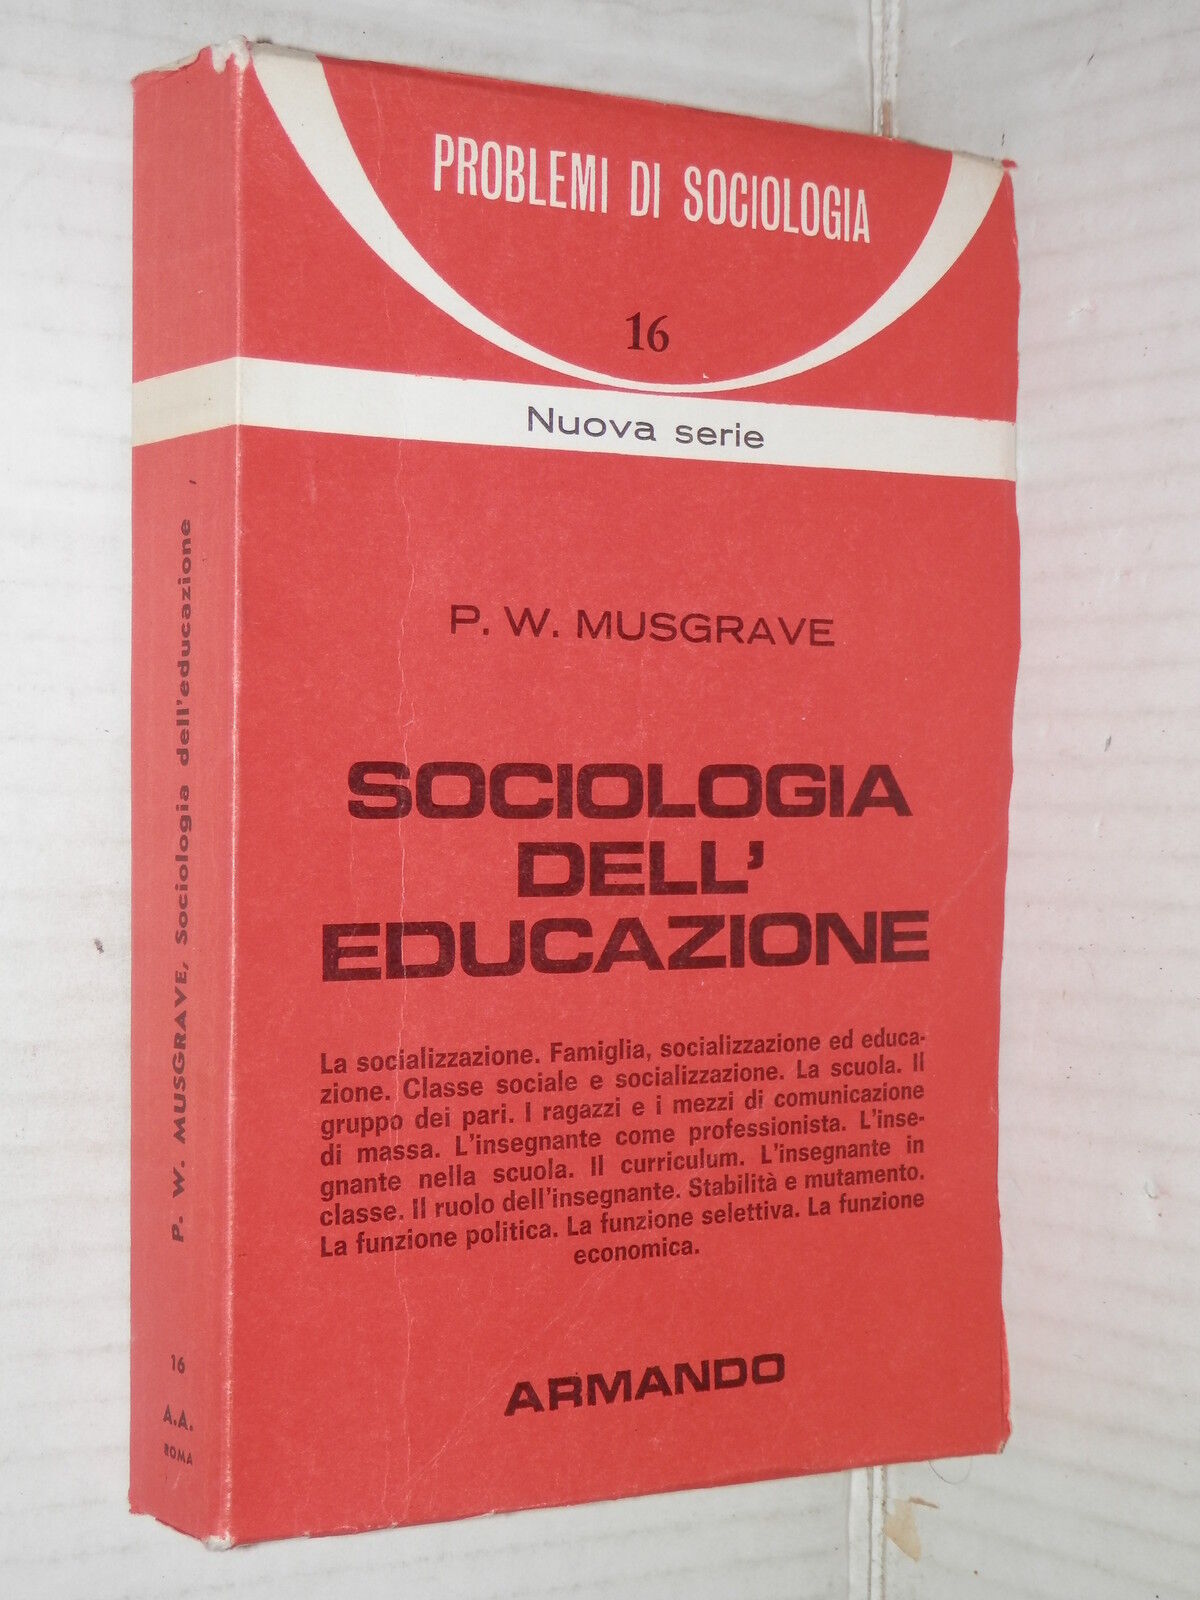 PROBLEMI DI SOCIOLOGIA
16
Nuova serie
P. W. MUSGRAVE
SOCIOLOGIA
DELL'
EDUCAZIONE
La socializzazione. Famiglia, socializzazione ed educa-
zione. Classe sociale e socializzazione. La scuola. Il
gruppo dei pari. I ragazzi e i mezzi di comunicazione
di massa. L'insegnante come professionista. L'inse-
gnante nella scuola. Il curriculum. L'insegnante in
classe. Il ruolo dell'insegnante. Stabilità e mutamento.
La funzione politica. La funzione selettiva. La funzione
economica.
ARMANDO
P. W. MUSGRAVE, Sociologia dell'educazione
16
A.A.
ROMA